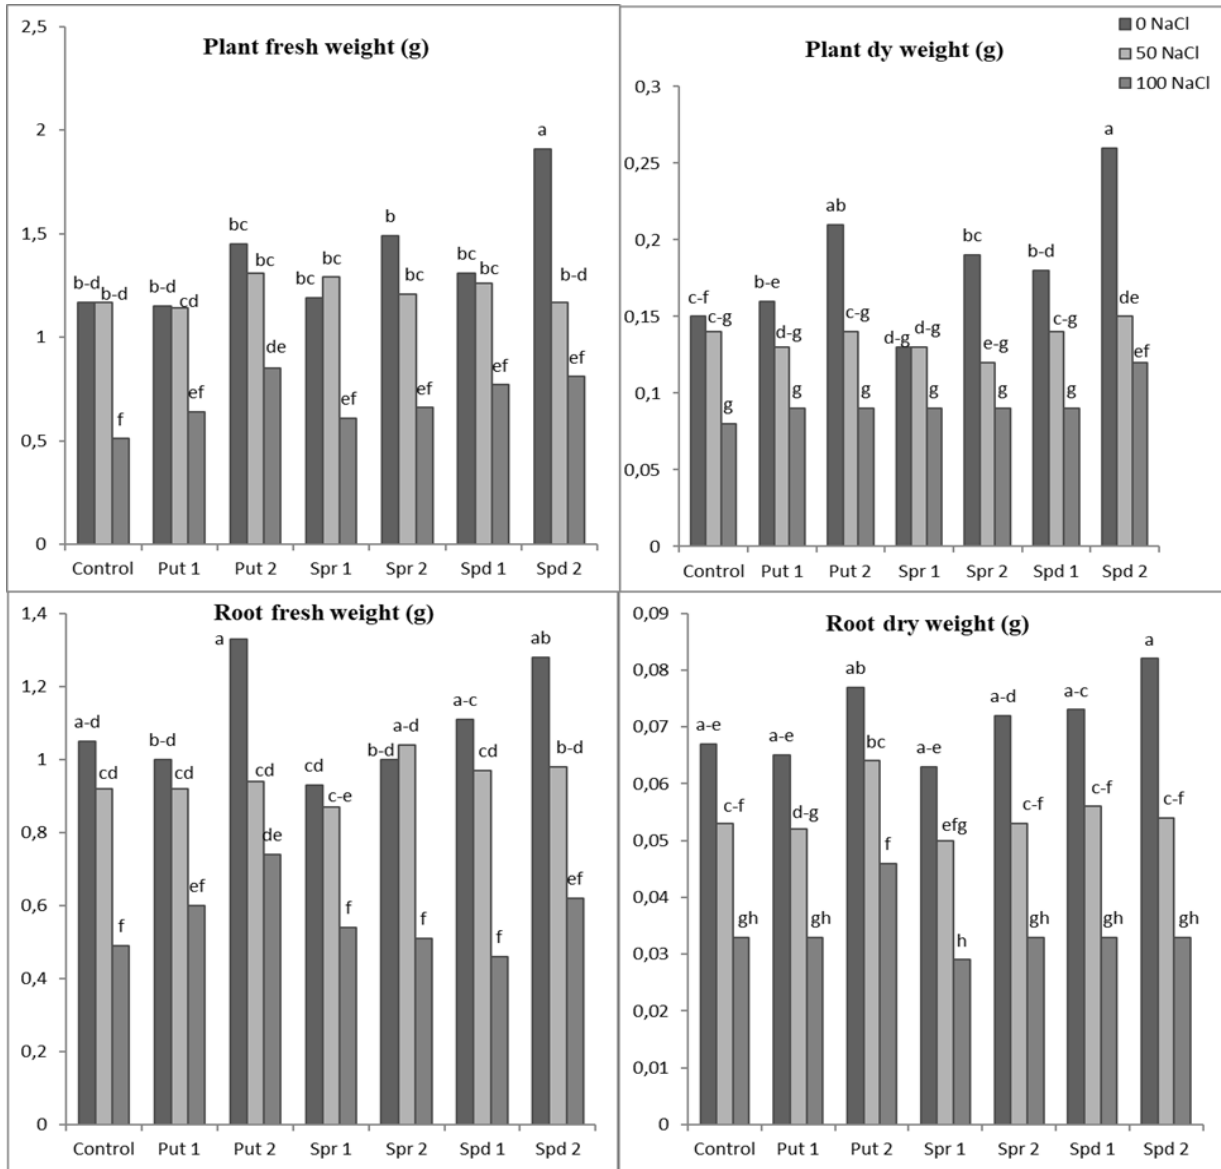 Plant fresh weight (g)
2,5
2
1,5
1
0,5
0
b-d b-d f
b-d cd ef
bc bc de
bc bc ef
b bc ef
bc bc ef
a b-d ef
Control Put 1 Put 2 Spr 1 Spr 2 Spd 1 Spd 2
Plant dy weight (g)
0 NaCl
50 NaCl
100 NaCl
0,3
0,25
0,2
0,15
0,1
0,05
0
c-f c-g g
b-e d-g g
ab c-g g
d-g d-g g
bc e-g g
b-d c-g g
a de ef
Control Put 1 Put 2 Spr 1 Spr 2 Spd 1 Spd 2
Root fresh weight (g)
1,4
1,2
1
0,8
0,6
0,4
0,2
0
a-d cd f
b-d cd ef
a cd de
cd c-e f
b-d a-d f
a-c cd f
ab b-d ef
Control Put 1 Put 2 Spr 1 Spr 2 Spd 1 Spd 2
Root dry weight (g)
0,09
0,08
0,07
0,06
0,05
0,04
0,03
0,02
0,01
0
a-e c-f gh
a-e d-g gh
ab bc f
a-e efg h
a-d c-f gh
a-c c-f gh
a c-f gh
Control Put 1 Put 2 Spr 1 Spr 2 Spd 1 Spd 2